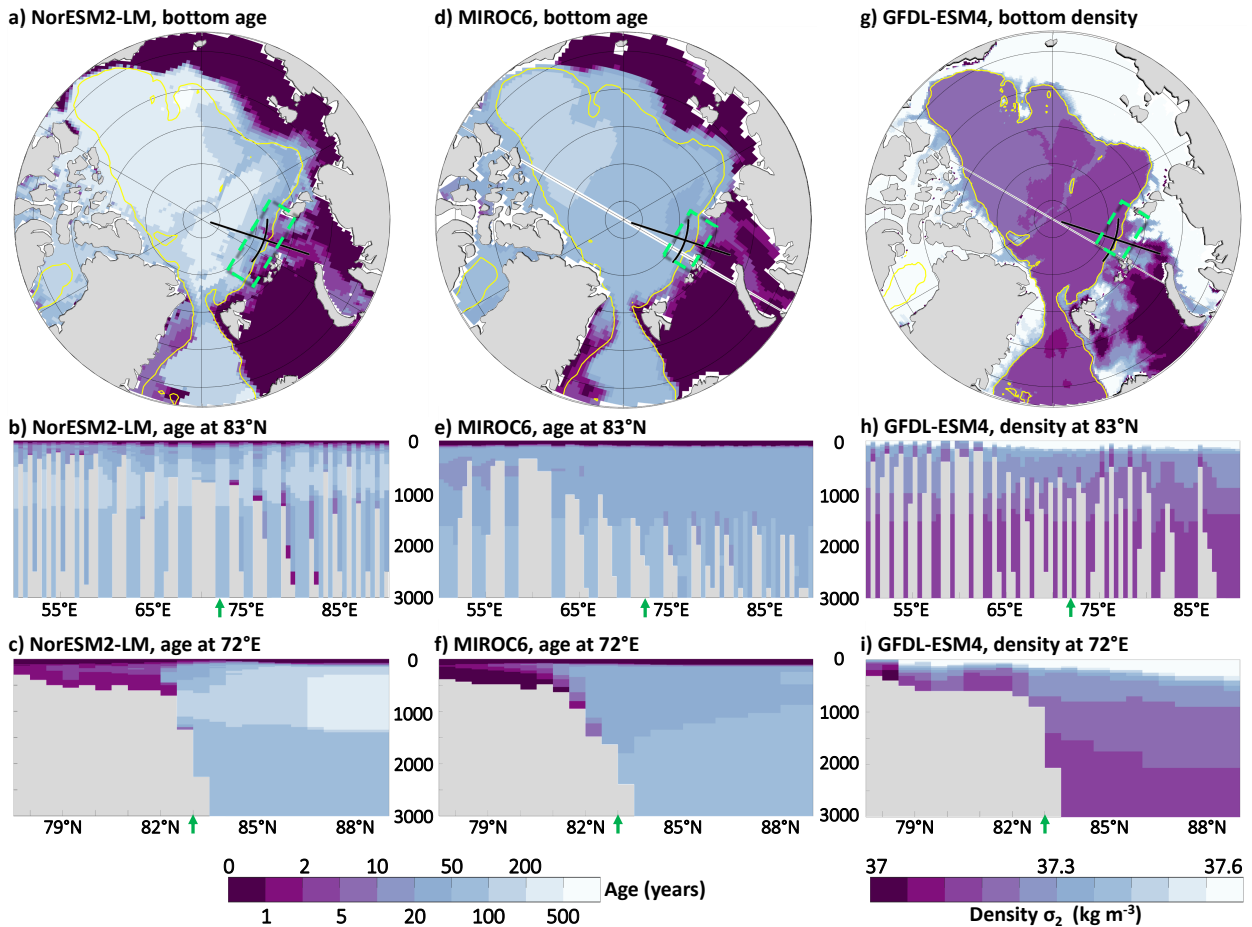 a) NorESM2-LM, bottom age
d) MIROC6, bottom age
g) GFDL-ESM4, bottom density
b) NorESM2-LM, age at 83°N
e) MIROC6, age at 83°N
h) GFDL-ESM4, density at 83°N
0
1000
2000
3000
0
1000
2000
3000
55°E 65°E 75°E 85°E
55°E 65°E 75°E 85°E
55°E 65°E 75°E 85°E
c) NorESM2-LM, age at 72°E
f) MIROC6, age at 72°E
i) GFDL-ESM4, density at 72°E
0
1000
2000
3000
0
1000
2000
3000
79°N 82°N 85°N 88°N
79°N 82°N 85°N 88°N
79°N 82°N 85°N 88°N
0 2 10 50 200
Age (years)
1 5 20 100 500
37 37.3 37.6
Density σ₂ (kg m⁻³)